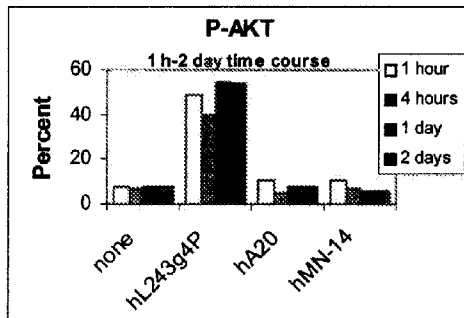 P-AKT
1 h-2 day time course
Percent
60
40
20
0
none
hL243g4P
hA20
hMN-14
1 hour
4 hours
1 day
2 days